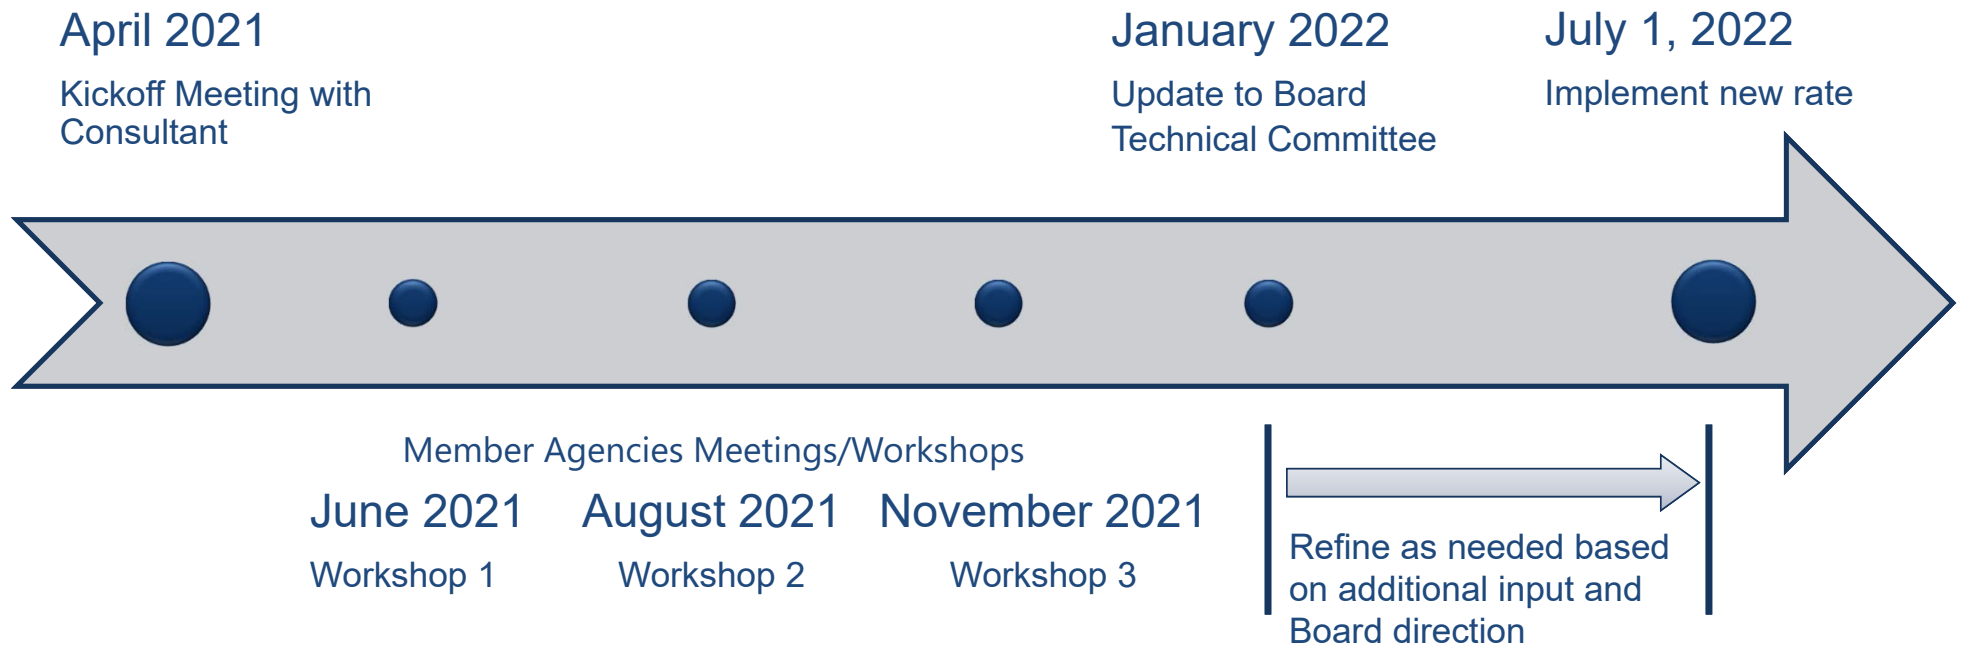 April 2021
Kickoff Meeting with
Consultant
January 2022
Update to Board
Technical Committee
July 1, 2022
Implement new rate
Member Agencies Meetings/Workshops
June 2021
Workshop 1
August 2021
Workshop 2
November 2021
Workshop 3
Refine as needed based
on additional input and
Board direction